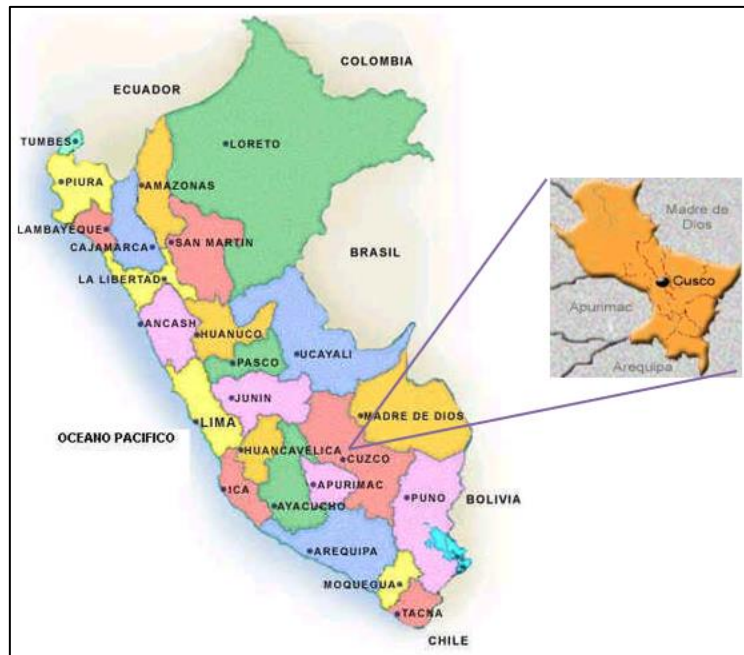 COLOMBIA
ECUADOR
TUMBES
LORETO
PIURA
AMAZONAS
LAMBAYEQUE
CAJAMARCA
SAN MARTIN
BRASIL
LA LIBERTAD
ANCASH
HUANUCO
UCAYALI
PASCO
JUNIN
MADRE DE DIOS
LIMA
OCEANO PACIFICO
HUANCAVELICA
CUZCO
ICA
APURIMAC
PUNO
BOLIVIA
AYACUCHO
AREQUIPA
MOQUEGUA
TACNA
CHILE
Madre de
Dios
Cusco
Apurimac
Arequipa